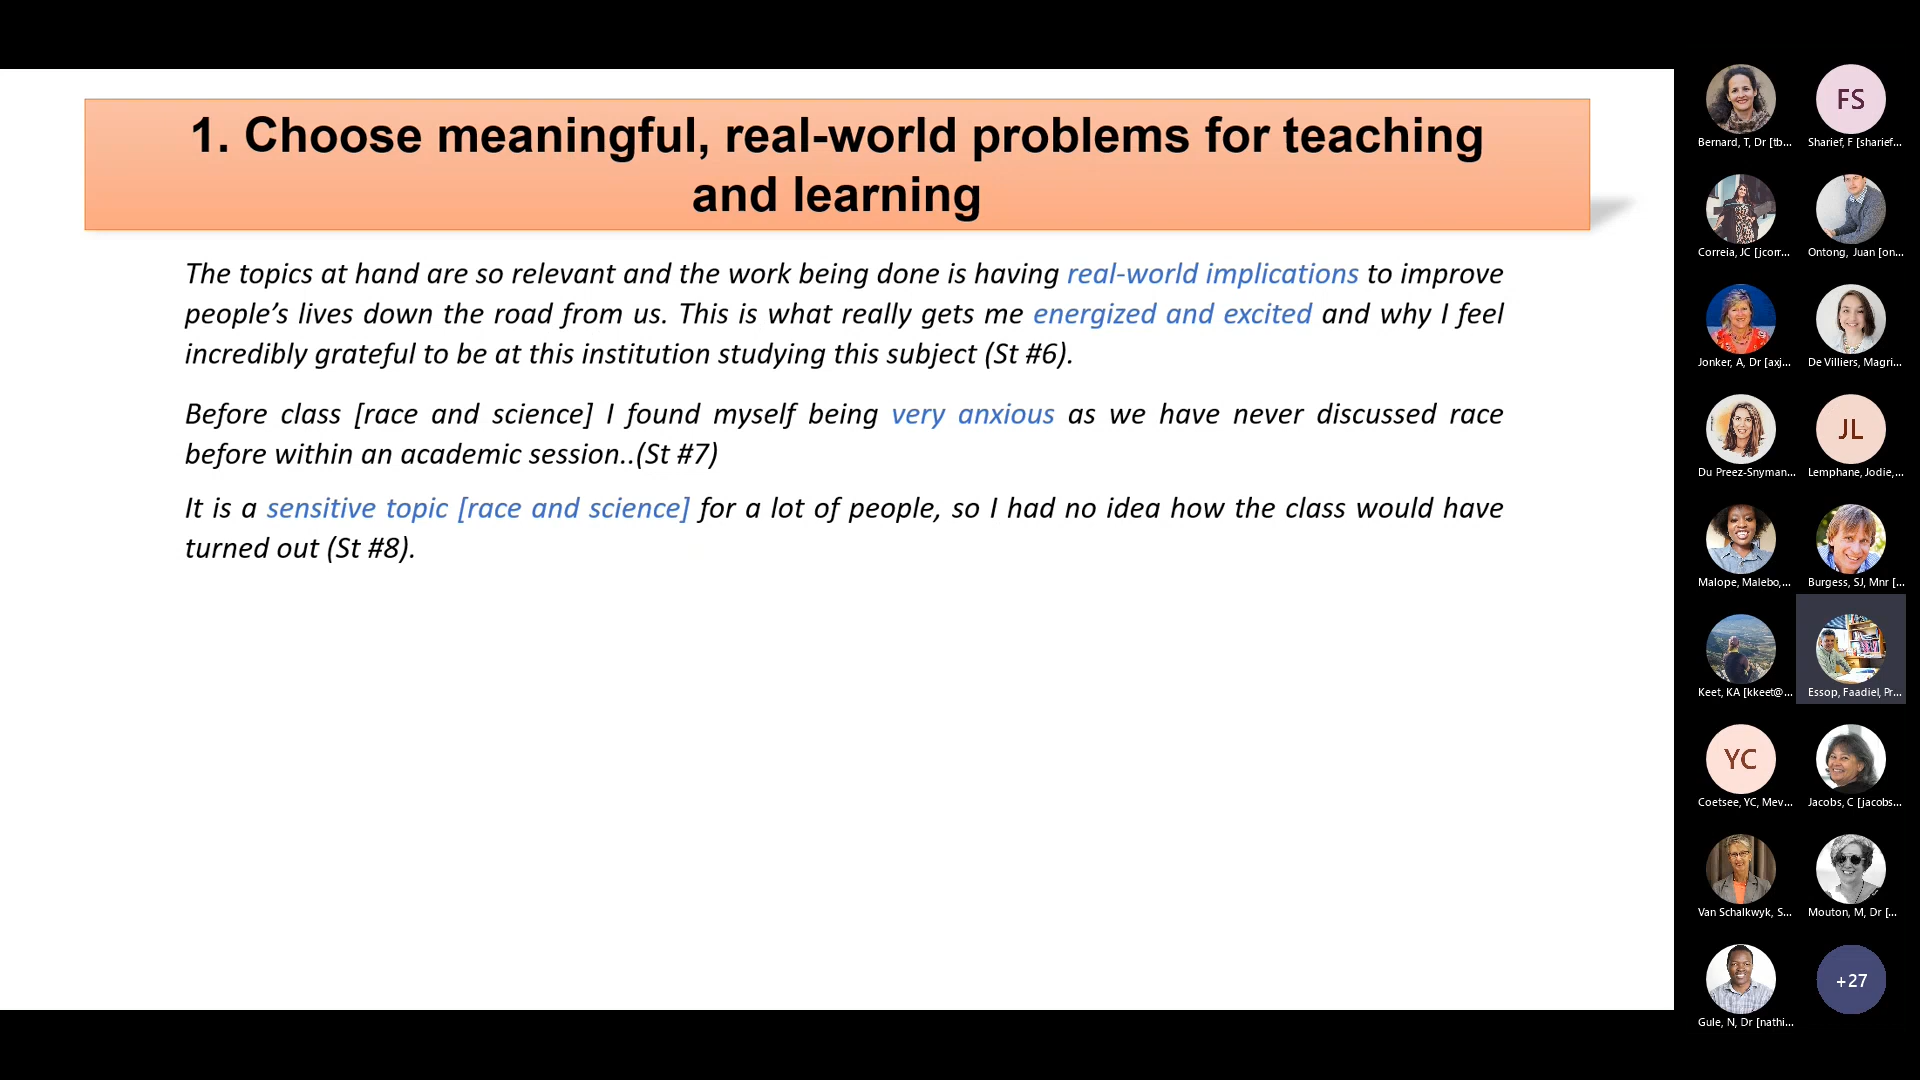 1. Choose meaningful, real-world problems for teaching
and learning
The topics at hand are so relevant and the work being done is having real-world implications to improve
people’s lives down the road from us. This is what really gets me energized and excited and why I feel
incredibly grateful to be at this institution studying this subject (St #6).
Before class [race and science] I found myself being very anxious as we have never discussed race
before within an academic session..(St #7)
It is a sensitive topic [race and science] for a lot of people, so I had no idea how the class would have
turned out (St #8).
Bernard, T, Dr [tb...
FS
Sharief, F [sharief...
Correia, JC [jcorr...
Ontong, Juan [on...
Jonker, A, Dr [axj...
De Villiers, Magri...
Du Preez-Snyman...
JL
Lemphane, Jodie,...
Malope, Malebo,...
Burgess, SJ, Mnr [...
Keet, KA [kkeet@...
Essop, Faadiel, Pr...
YC
Coetsee, YC, Mev...
Jacobs, C [jacobs...
Van Schalkwyk, S...
Mouton, M, Dr [...
Gule, N, Dr [nathi...
+27